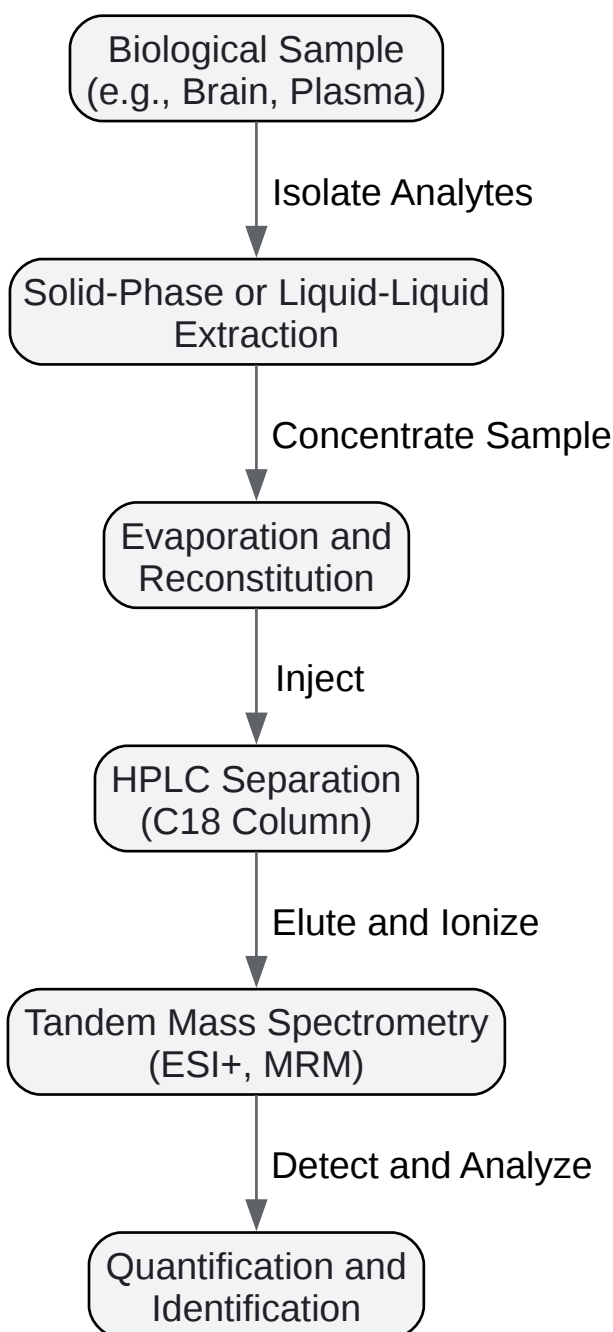 Biological Sample
(e.g., Brain, Plasma)
Isolate Analytes
Solid-Phase or Liquid-Liquid
Extraction
Concentrate Sample
Evaporation and
Reconstitution
Inject
HPLC Separation
(C18 Column)
Elute and Ionize
Tandem Mass Spectrometry
(ESI+, MRM)
Detect and Analyze
Quantification and
Identification